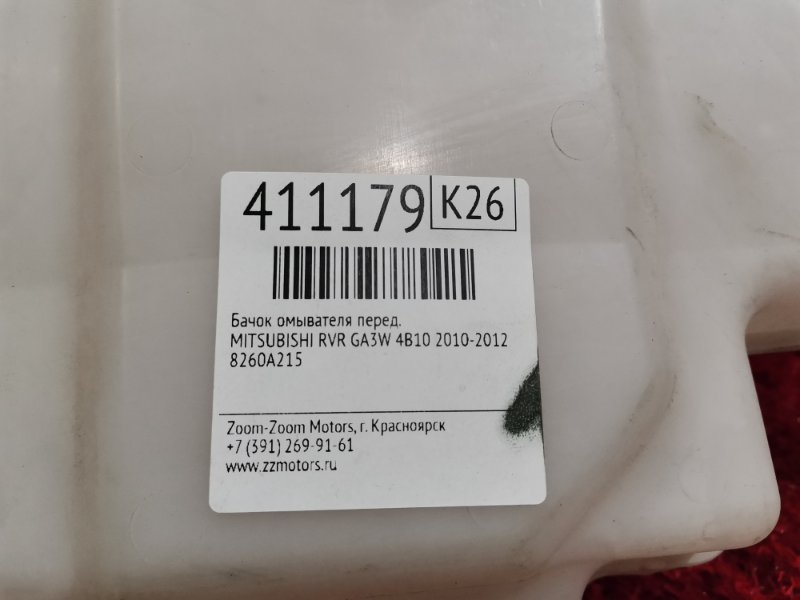 411179 K26
Бачок омывателя перед.
MITSUBISHI RVR GA3W 4B10 2010-2012
8260A215
Zoom-Zoom Motors, г. Красноярск
+7 (391) 269-91-61
www.zzmotors.ru